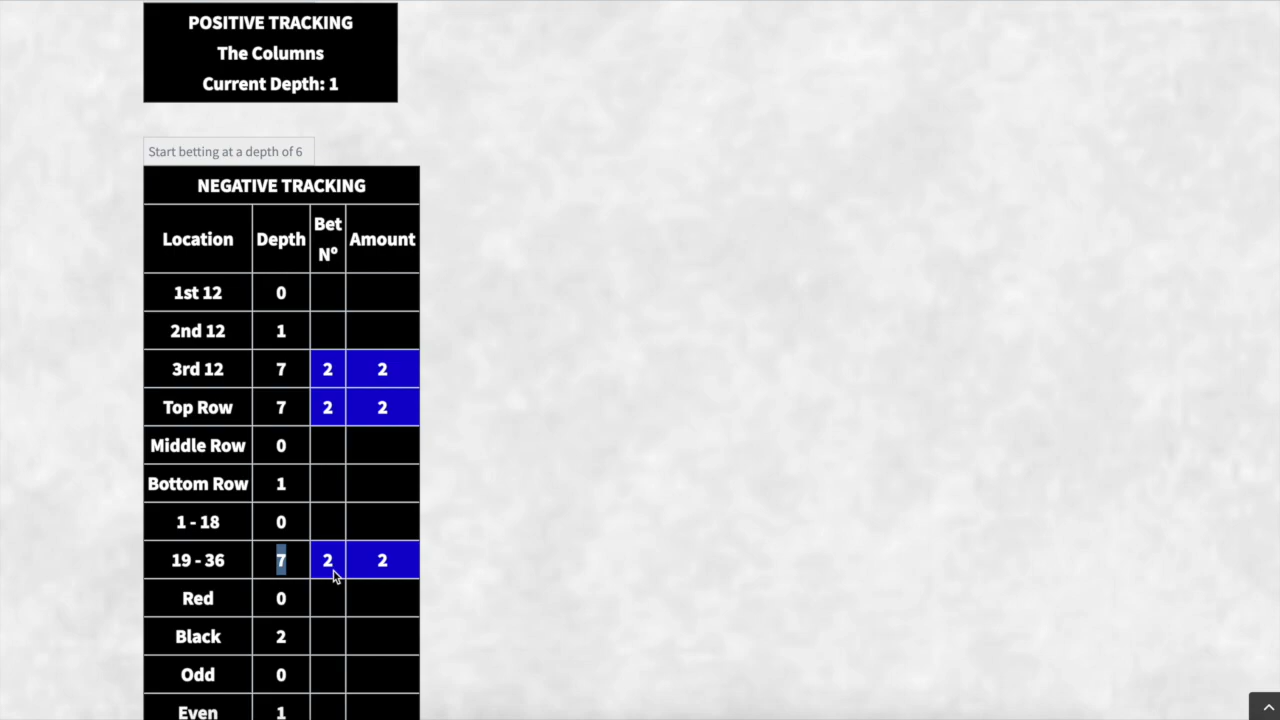 POSITIVE TRACKING
The Columns
Current Depth: 1
Start betting at a depth of 6
NEGATIVE TRACKING
Location Depth Bet Nº Amount
1st 12 0
2nd 12 1
3rd 12 7 2 2
Top Row 7 2 2
Middle Row 0
Bottom Row 1
1 - 18 0
19 - 36 7 2 2
Red 0
Black 2
Odd 0
Even 1